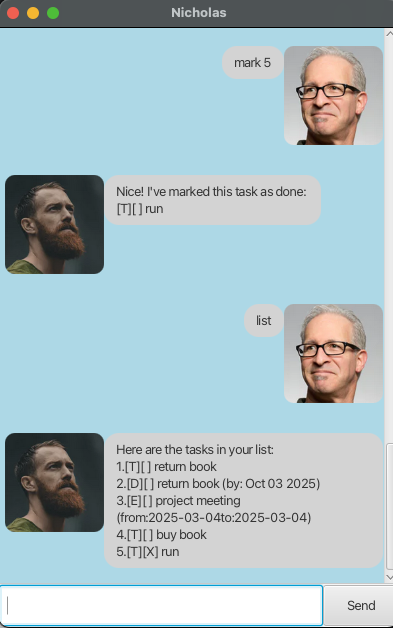 Nicholas
mark 5
Nice! I've marked this task as done:
[T][ ] run
list
Here are the tasks in your list:
1.[T][ ] return book
2.[D][ ] return book (by: Oct 03 2025)
3.[E][ ] project meeting
(from:2025-03-04to:2025-03-04)
4.[T][ ] buy book
5.[T][X] run
Send